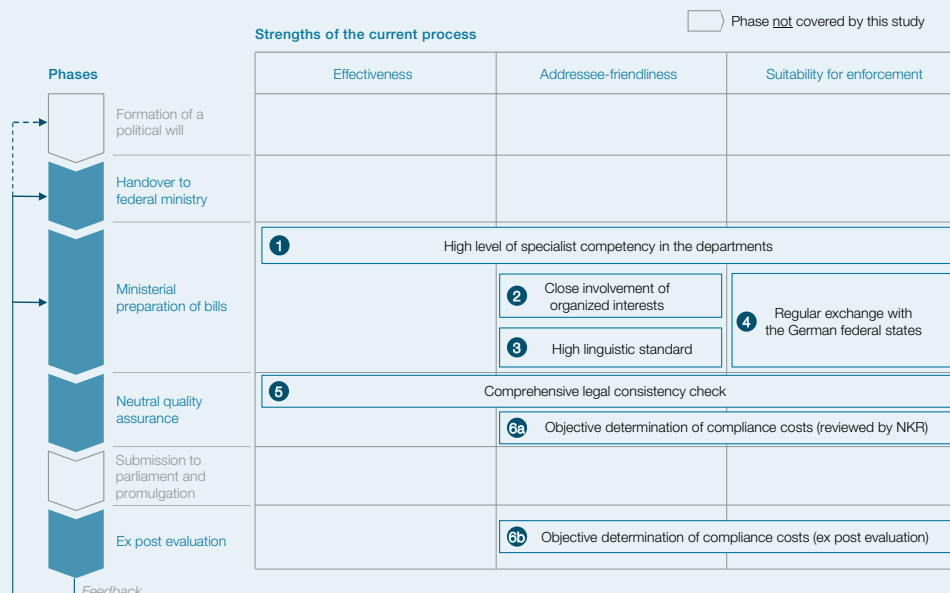 Phase not covered by this study
Strengths of the current process
Phases
Effectiveness
Addressee-friendliness
Suitability for enforcement
Formation of a
political will
Handover to
federal ministry
1 High level of specialist competency in the departments
Ministerial
preparation of bills
2 Close involvement of
organized interests
3 High linguistic standard
4 Regular exchange with
the German federal states
Neutral quality
assurance
5 Comprehensive legal consistency check
6a Objective determination of compliance costs (reviewed by NKR)
Submission to
parliament and
promulgation
Ex post evaluation
6b Objective determination of compliance costs (ex post evaluation)
Feedback